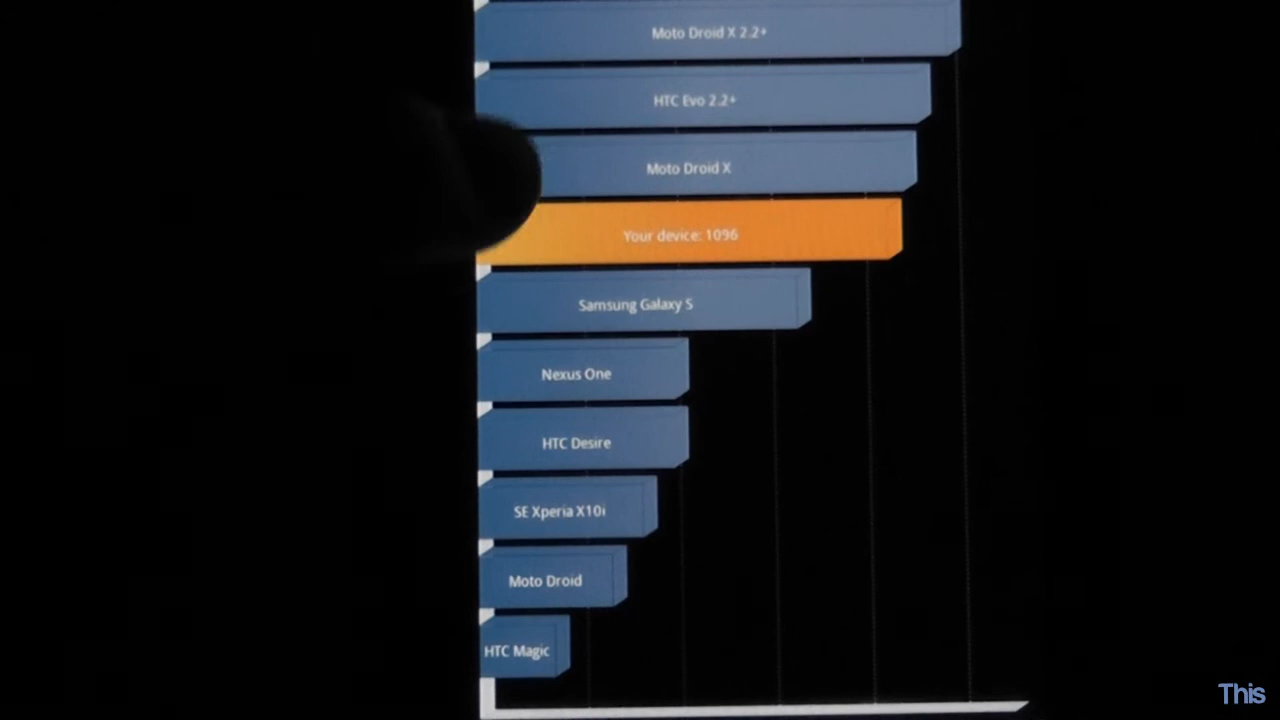 Moto Droid X 2.2+
HTC Evo 2.2+
Moto Droid X
Your device: 1096
Samsung Galaxy S
Nexus One
HTC Desire
SE Xperia X10i
Moto Droid
HTC Magic
This